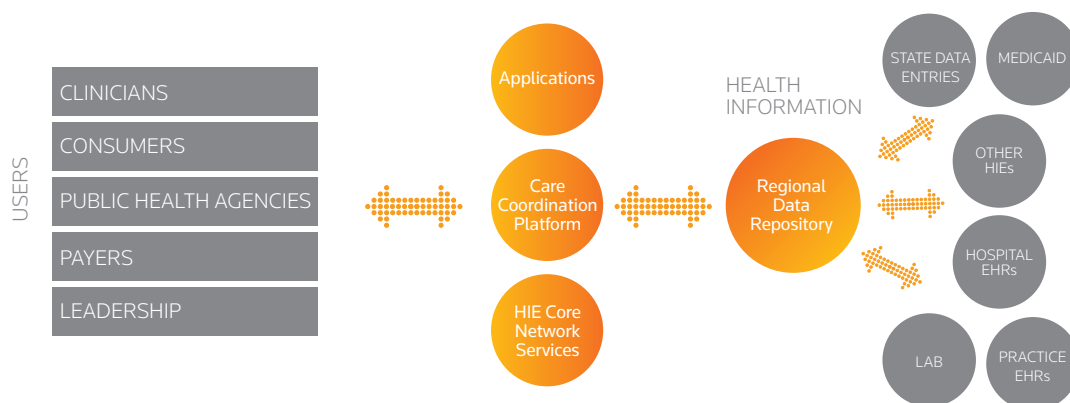 USERS
CLINICIANS
CONSUMERS
PUBLIC HEALTH AGENCIES
PAYERS
LEADERSHIP
Applications
Care
Coordination
Platform
HIE Core
Network
Services
HEALTH
INFORMATION
Regional
Data
Repository
STATE DATA
ENTRIES
MEDICAID
OTHER
HIEs
HOSPITAL
EHRs
LAB
PRACTICE
EHRs